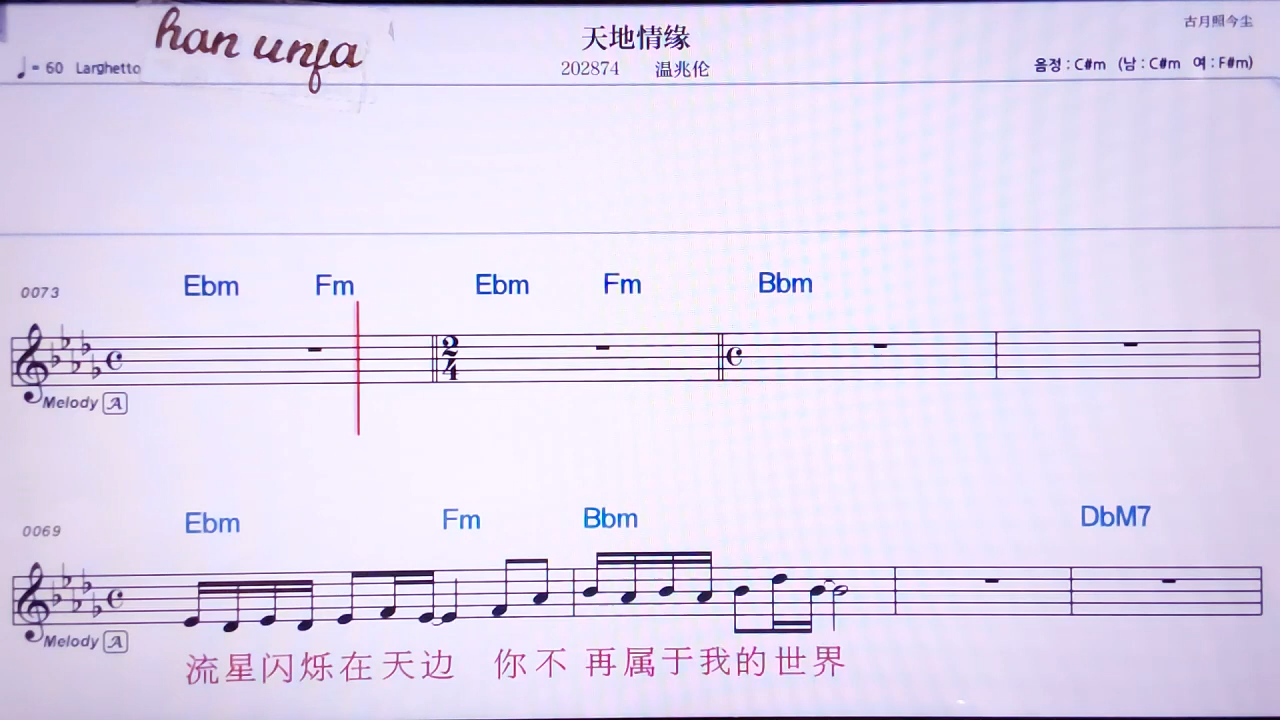 han unfa
天地情缘
古月照今尘
♩= 60 Larghetto
202874 温兆伦
음정 : C#m (남 : C#m 여 : F#m)
0073 Ebm Fm Ebm Fm Bbm
2
4
Melody A
0069 Ebm Fm Bbm DbM7
Melody A
流星闪烁在天边 你不再属于我的世界